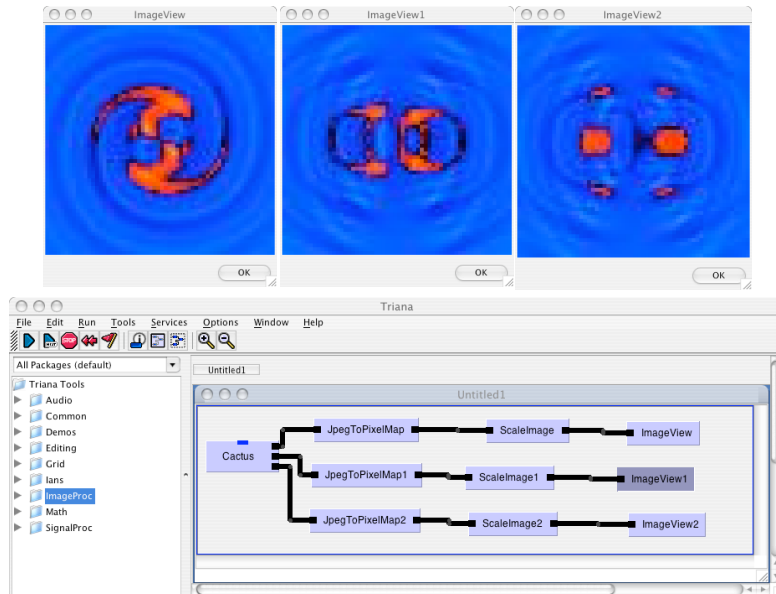 ImageView
ImageView1
ImageView2
OK
OK
OK
Triana
File Edit Run Tools Services Options Window Help
STOP
All Packages (default)
Untitled1
Triana Tools
Audio
Common
Demos
Editing
Grid
Ians
ImageProc
Math
SignalProc
Untitled1
Cactus
JpegToPixelMap
ScaleImage
ImageView
JpegToPixelMap1
ScaleImage1
ImageView1
JpegToPixelMap2
ScaleImage2
ImageView2